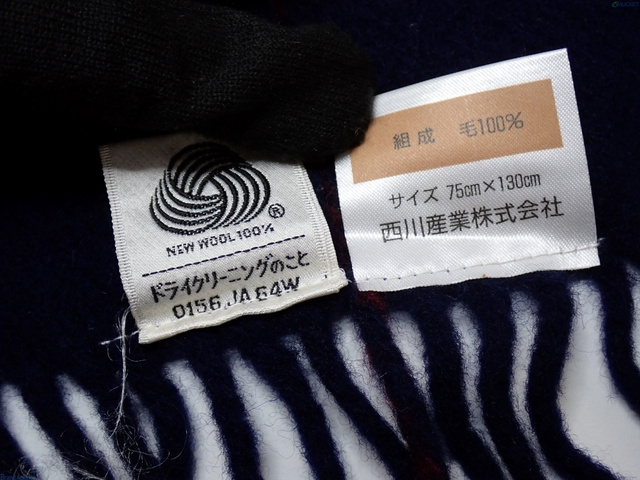 NEW WOOL 100%
®
ドライクリーニングのこと
0156 JA 64W
組成 毛100%
サイズ 75cm×130cm
西川産業株式会社